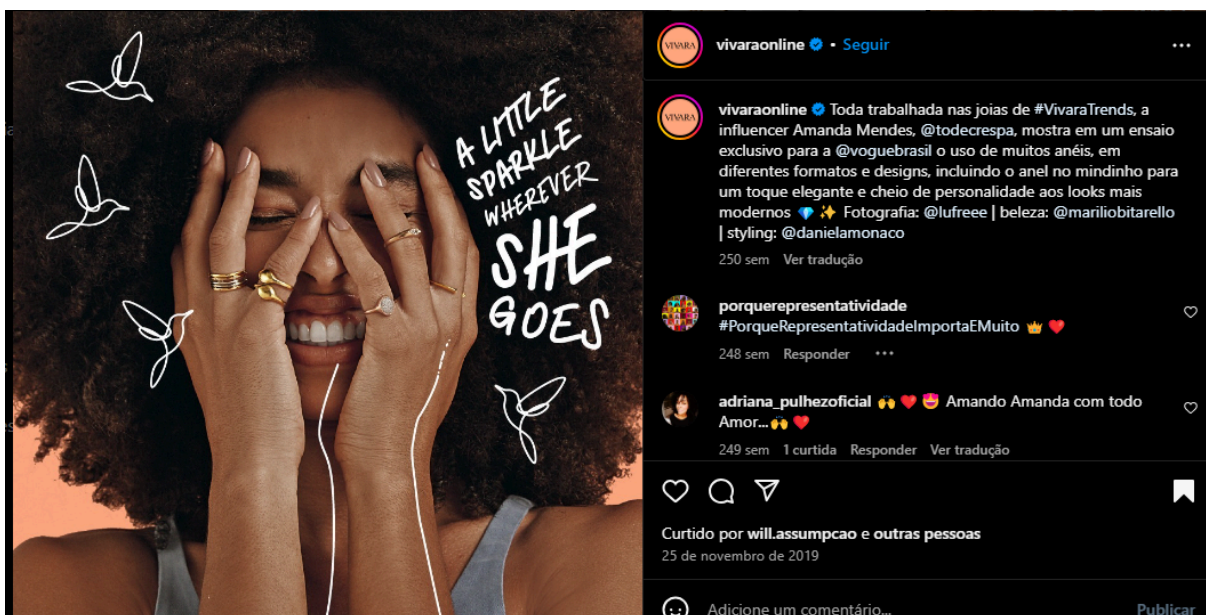 A LITTLE
SPARKLE
WHEREVER
SHE
GOES
VIVARA
vivaraonline • Seguir
VIVARA
vivaraonline Toda trabalhada nas joias de #VivaraTrends, a
influencer Amanda Mendes, @todecrespa, mostra em um ensaio
exclusivo para a @voguebrasil o uso de muitos anéis, em
diferentes formatos e designs, incluindo o anel no mindinho para
um toque elegante e cheio de personalidade aos looks mais
modernos 💎 ✨ Fotografia: @lufreee | beleza: @mariliobitarello
| styling: @danielamonaco
250 sem Ver tradução
porquerepresentatividade
#PorqueRepresentatividadeImportaEMuito 👑 ❤️
248 sem Responder
adriana_pulhezoficial 🙌 ❤️ 😍 Amando Amanda com todo
Amor...🙌 ❤️
249 sem 1 curtida Responder Ver tradução
Curtido por will.assumpcao e outras pessoas
25 de novembro de 2019
Adicione um comentário...
Publicar